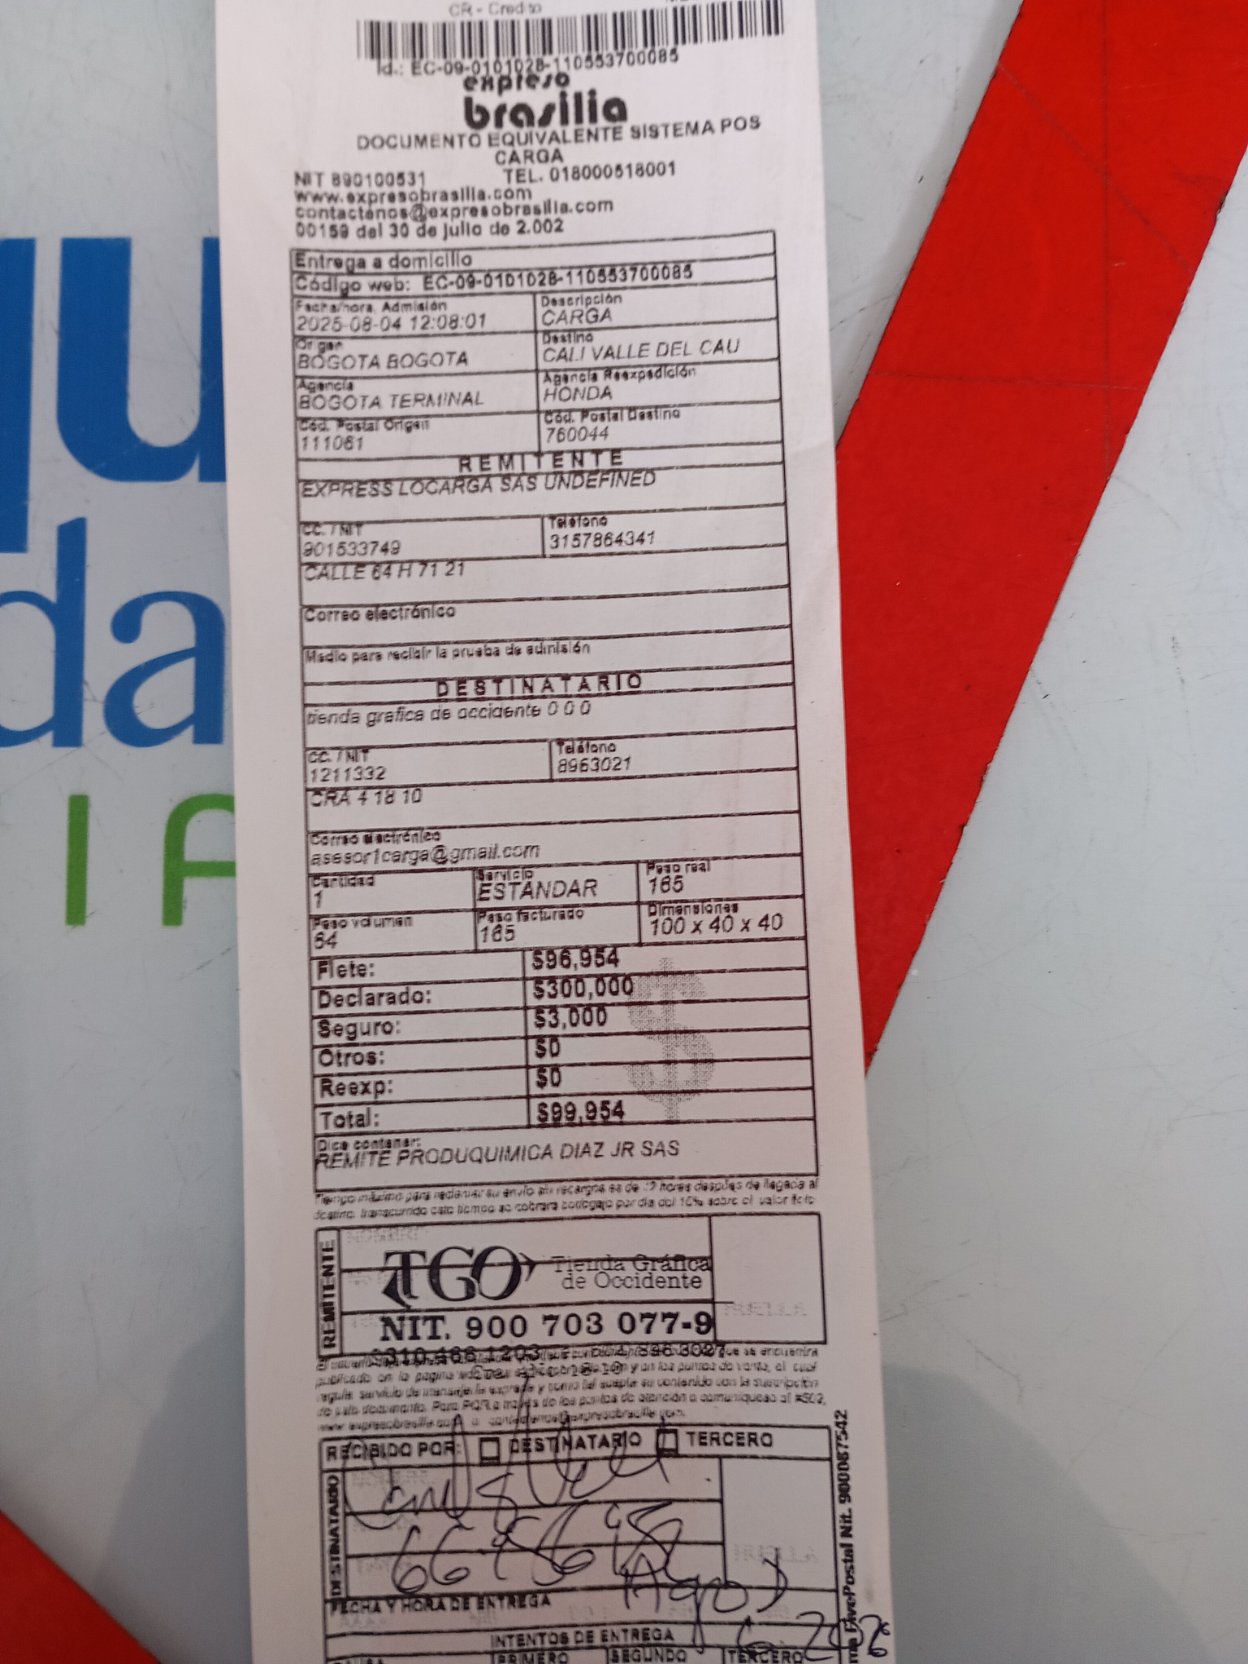 CR - Credito
Id.: EC-09-0101028-110553700085
expreso
brasilia
DOCUMENTO EQUIVALENTE SISTEMA POS
CARGA
NIT 890100531 TEL. 018000518001
www.expresobrasilia.com
contactenos@expresobrasilia.com
00159 del 30 de julio de 2.002
Entrega a domicilio
Código web: EC-09-0101028-110553700085
Fecha/hora. Admisión Descripción
2025-08-04 12:08:01 CARGA
Origen Destino
BOGOTA BOGOTA CALI VALLE DEL CAU
Agencia Agencia Reexpedición
BOGOTA TERMINAL HONDA
Cód. Postal Origen Cód. Postal Destino
111061 760044
REMITENTE
EXPRESS LOCARGA SAS UNDEFINED
CC. / NIT Teléfono
901533749 3157864341
CALLE 64 H 71 21
Correo electrónico
Medio para recibir la prueba de admisión
DESTINATARIO
tienda grafica de occidente 0 0 0
CC. / NIT Teléfono
1211332 8963021
CRA 4 18 10
Correo electrónico
asesor1carga@gmail.com
Cantidad Servicio Peso real
1 ESTANDAR 165
Peso volumen Peso facturado Dimensiones
64 165 100 x 40 x 40
Flete: $96,954
Declarado: $300,000
Seguro: $3,000
Otros: $0
Reexp: $0
Total: $99,954
Dice contener:
REMITE PRODUQUIMICA DIAZ JR SAS
REMITENTE
TGO Tienda Gráfica
de Occidente
NIT. 900 703 077-9
RECIBIDO POR: DESTINATARIO TERCERO
DESTINATARIO
FECHA Y HORA DE ENTREGA
INTENTOS DE ENTREGA
PRIMERO SEGUNDO TERCERO
Postal Nit. 900087542
da